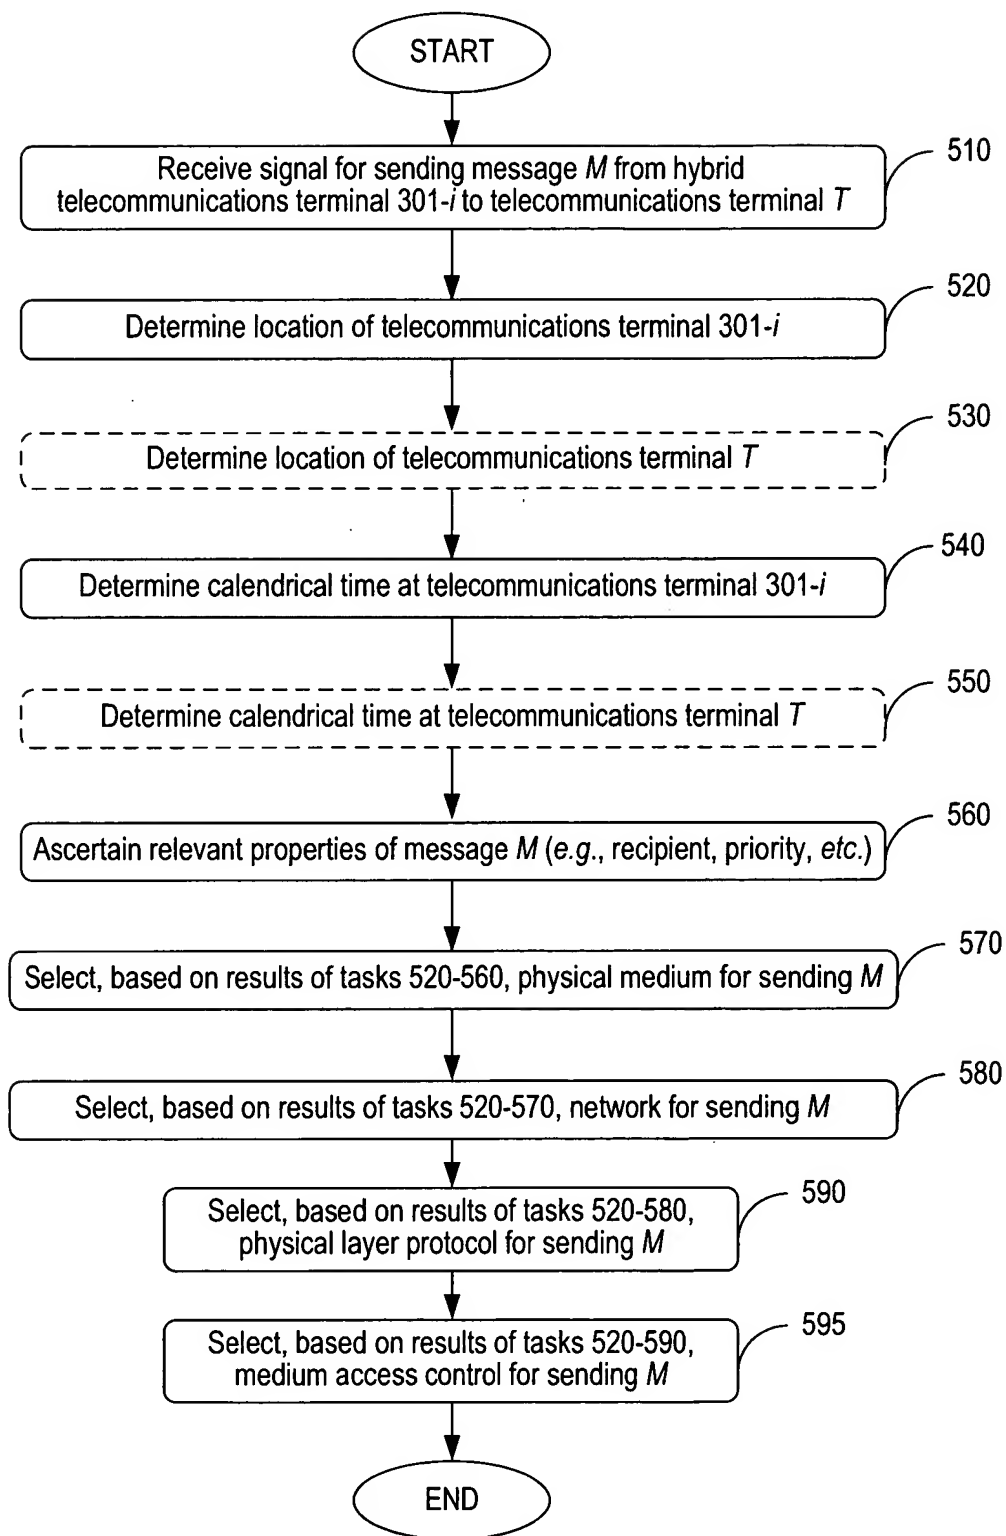 START
510
Receive signal for sending message M from hybrid
telecommunications terminal 301-i to telecommunications terminal T
520
Determine location of telecommunications terminal 301-i
530
Determine location of telecommunications terminal T
540
Determine calendrical time at telecommunications terminal 301-i
550
Determine calendrical time at telecommunications terminal T
560
Ascertain relevant properties of message M (e.g., recipient, priority, etc.)
570
Select, based on results of tasks 520-560, physical medium for sending M
580
Select, based on results of tasks 520-570, network for sending M
590
Select, based on results of tasks 520-580,
physical layer protocol for sending M
595
Select, based on results of tasks 520-590,
medium access control for sending M
END